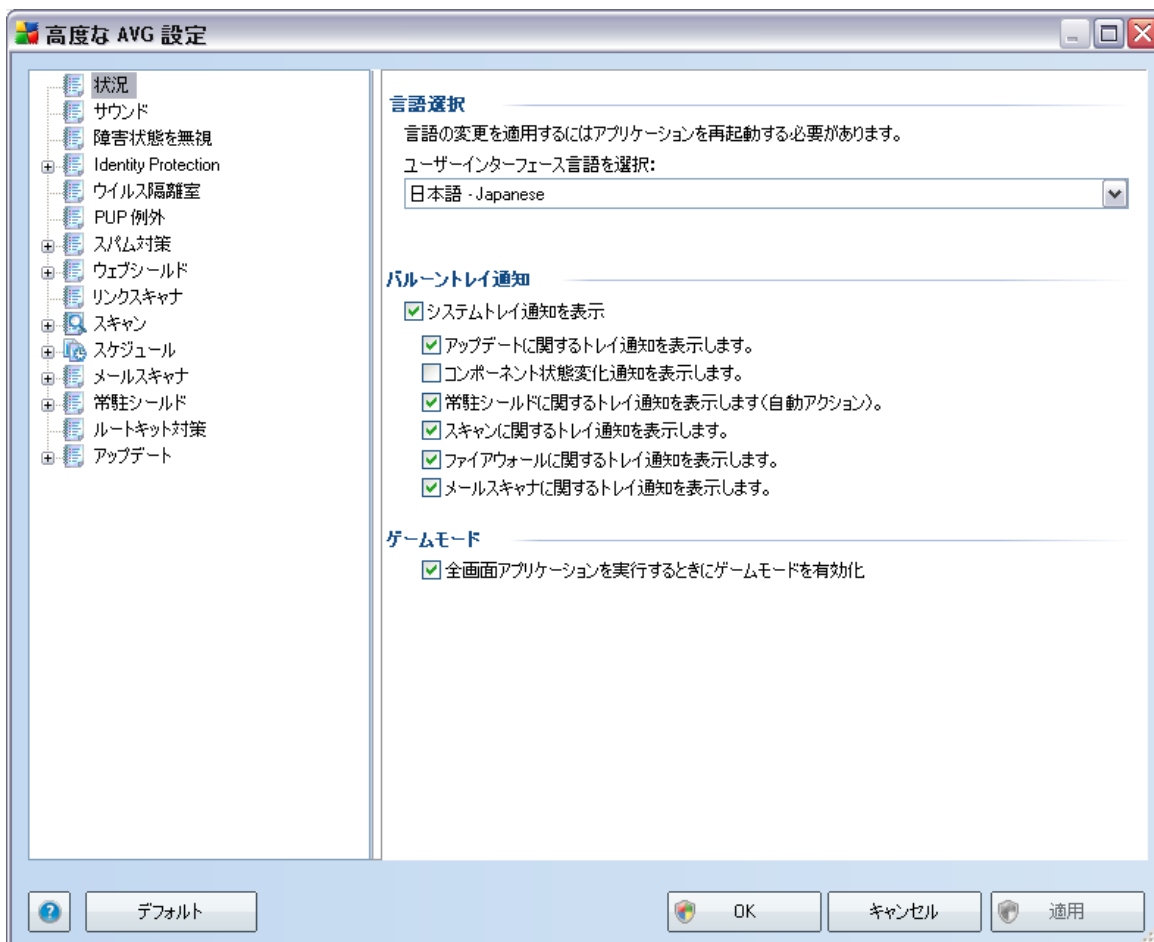 高度な AVG 設定
状況
サウンド
障害状態を無視
Identity Protection
ウイルス隔離室
PUP 例外
スパム対策
ウェブシールド
リンクスキャナ
スキャン
スケジュール
メールスキャナ
常駐シールド
ルートキット対策
アップデート
言語選択
言語の変更を適用するにはアプリケーションを再起動する必要があります。
ユーザーインターフェース言語を選択:
日本語 - Japanese
バルーントレイ通知
システムトレイ通知を表示
アップデートに関するトレイ通知を表示します。
コンポーネント状態変化通知を表示します。
常駐シールドに関するトレイ通知を表示します(自動アクション)。
スキャンに関するトレイ通知を表示します。
ファイアウォールに関するトレイ通知を表示します。
メールスキャナに関するトレイ通知を表示します。
ゲームモード
全画面アプリケーションを実行するときにゲームモードを有効化
デフォルト
OK
キャンセル
適用